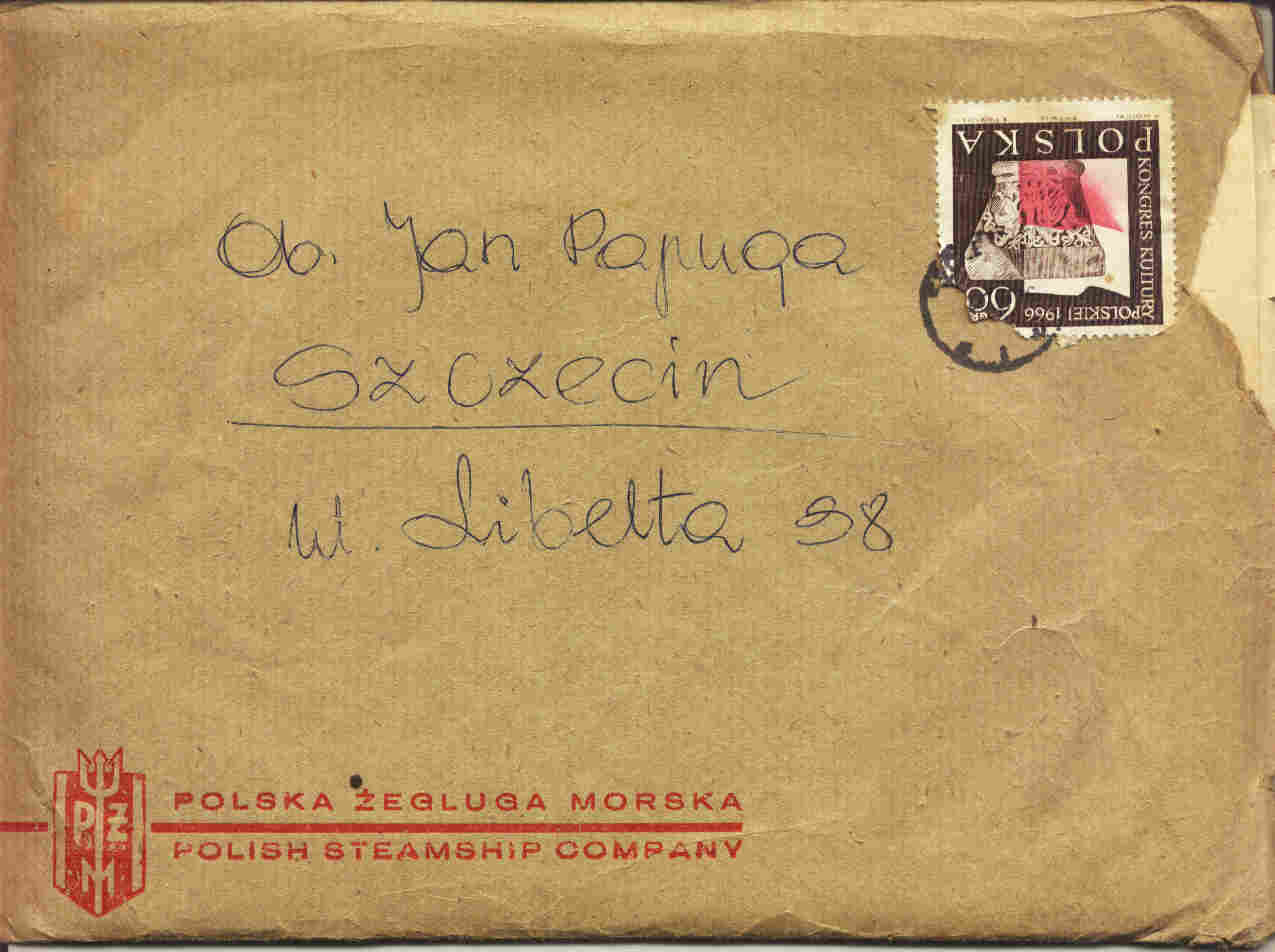 Ob. Jan Papuga
Szczecin
ul. Libelta 38
POLSKA
KONGRES KULTURY
POLSKIEJ 1966
60 GR
PŻM
POLSKA ŻEGLUGA MORSKA
POLISH STEAMSHIP COMPANY